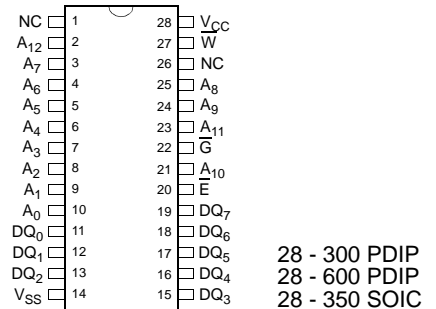 NC 1 28 VCC
A12 2 27 W
A7 3 26 NC
A6 4 25 A8
A5 5 24 A9
A4 6 23 A11
A3 7 22 G
A2 8 21 A10
A1 9 20 E
A0 10 19 DQ7
DQ0 11 18 DQ6
DQ1 12 17 DQ5 28 - 300 PDIP
DQ2 13 16 DQ4 28 - 600 PDIP
VSS 14 15 DQ3 28 - 350 SOIC